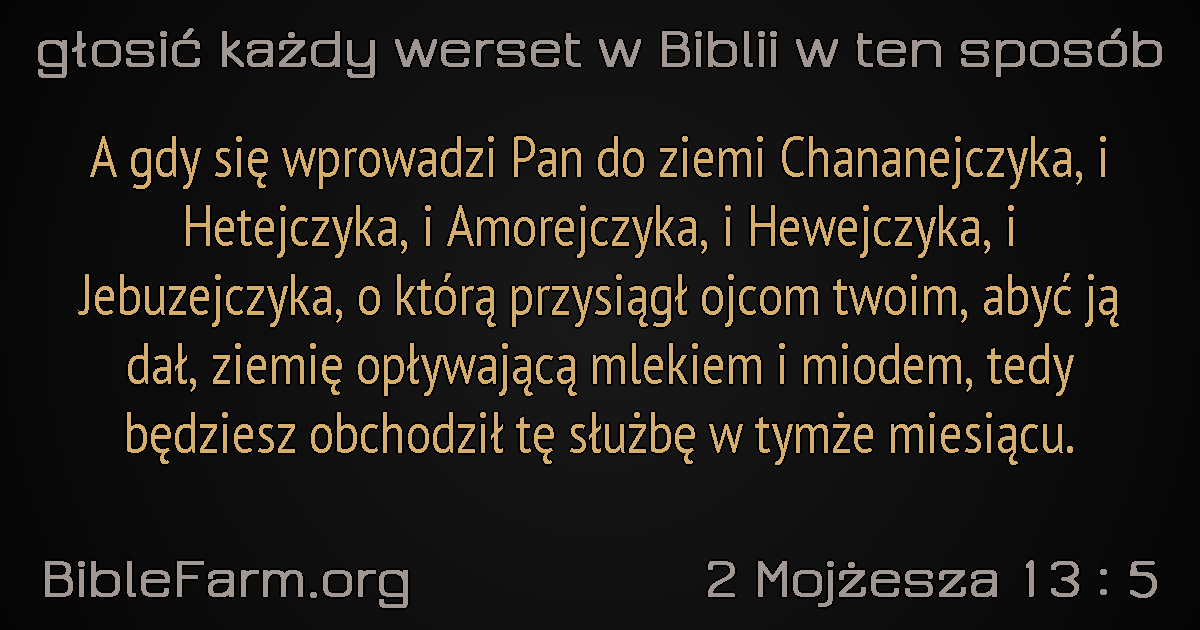 głosić każdy werset w Biblii w ten sposób
A gdy się wprowadzi Pan do ziemi Chananejczyka, i
Hetejczyka, i Amorejczyka, i Hewejczyka, i
Jebuzejczyka, o którą przysiągł ojcom twoim, abyć ją
dał, ziemię opływającą mlekiem i miodem, tedy
będziesz obchodził tę służbę w tymże miesiącu.
BibleFarm.org
2 Mojżesza 13 : 5